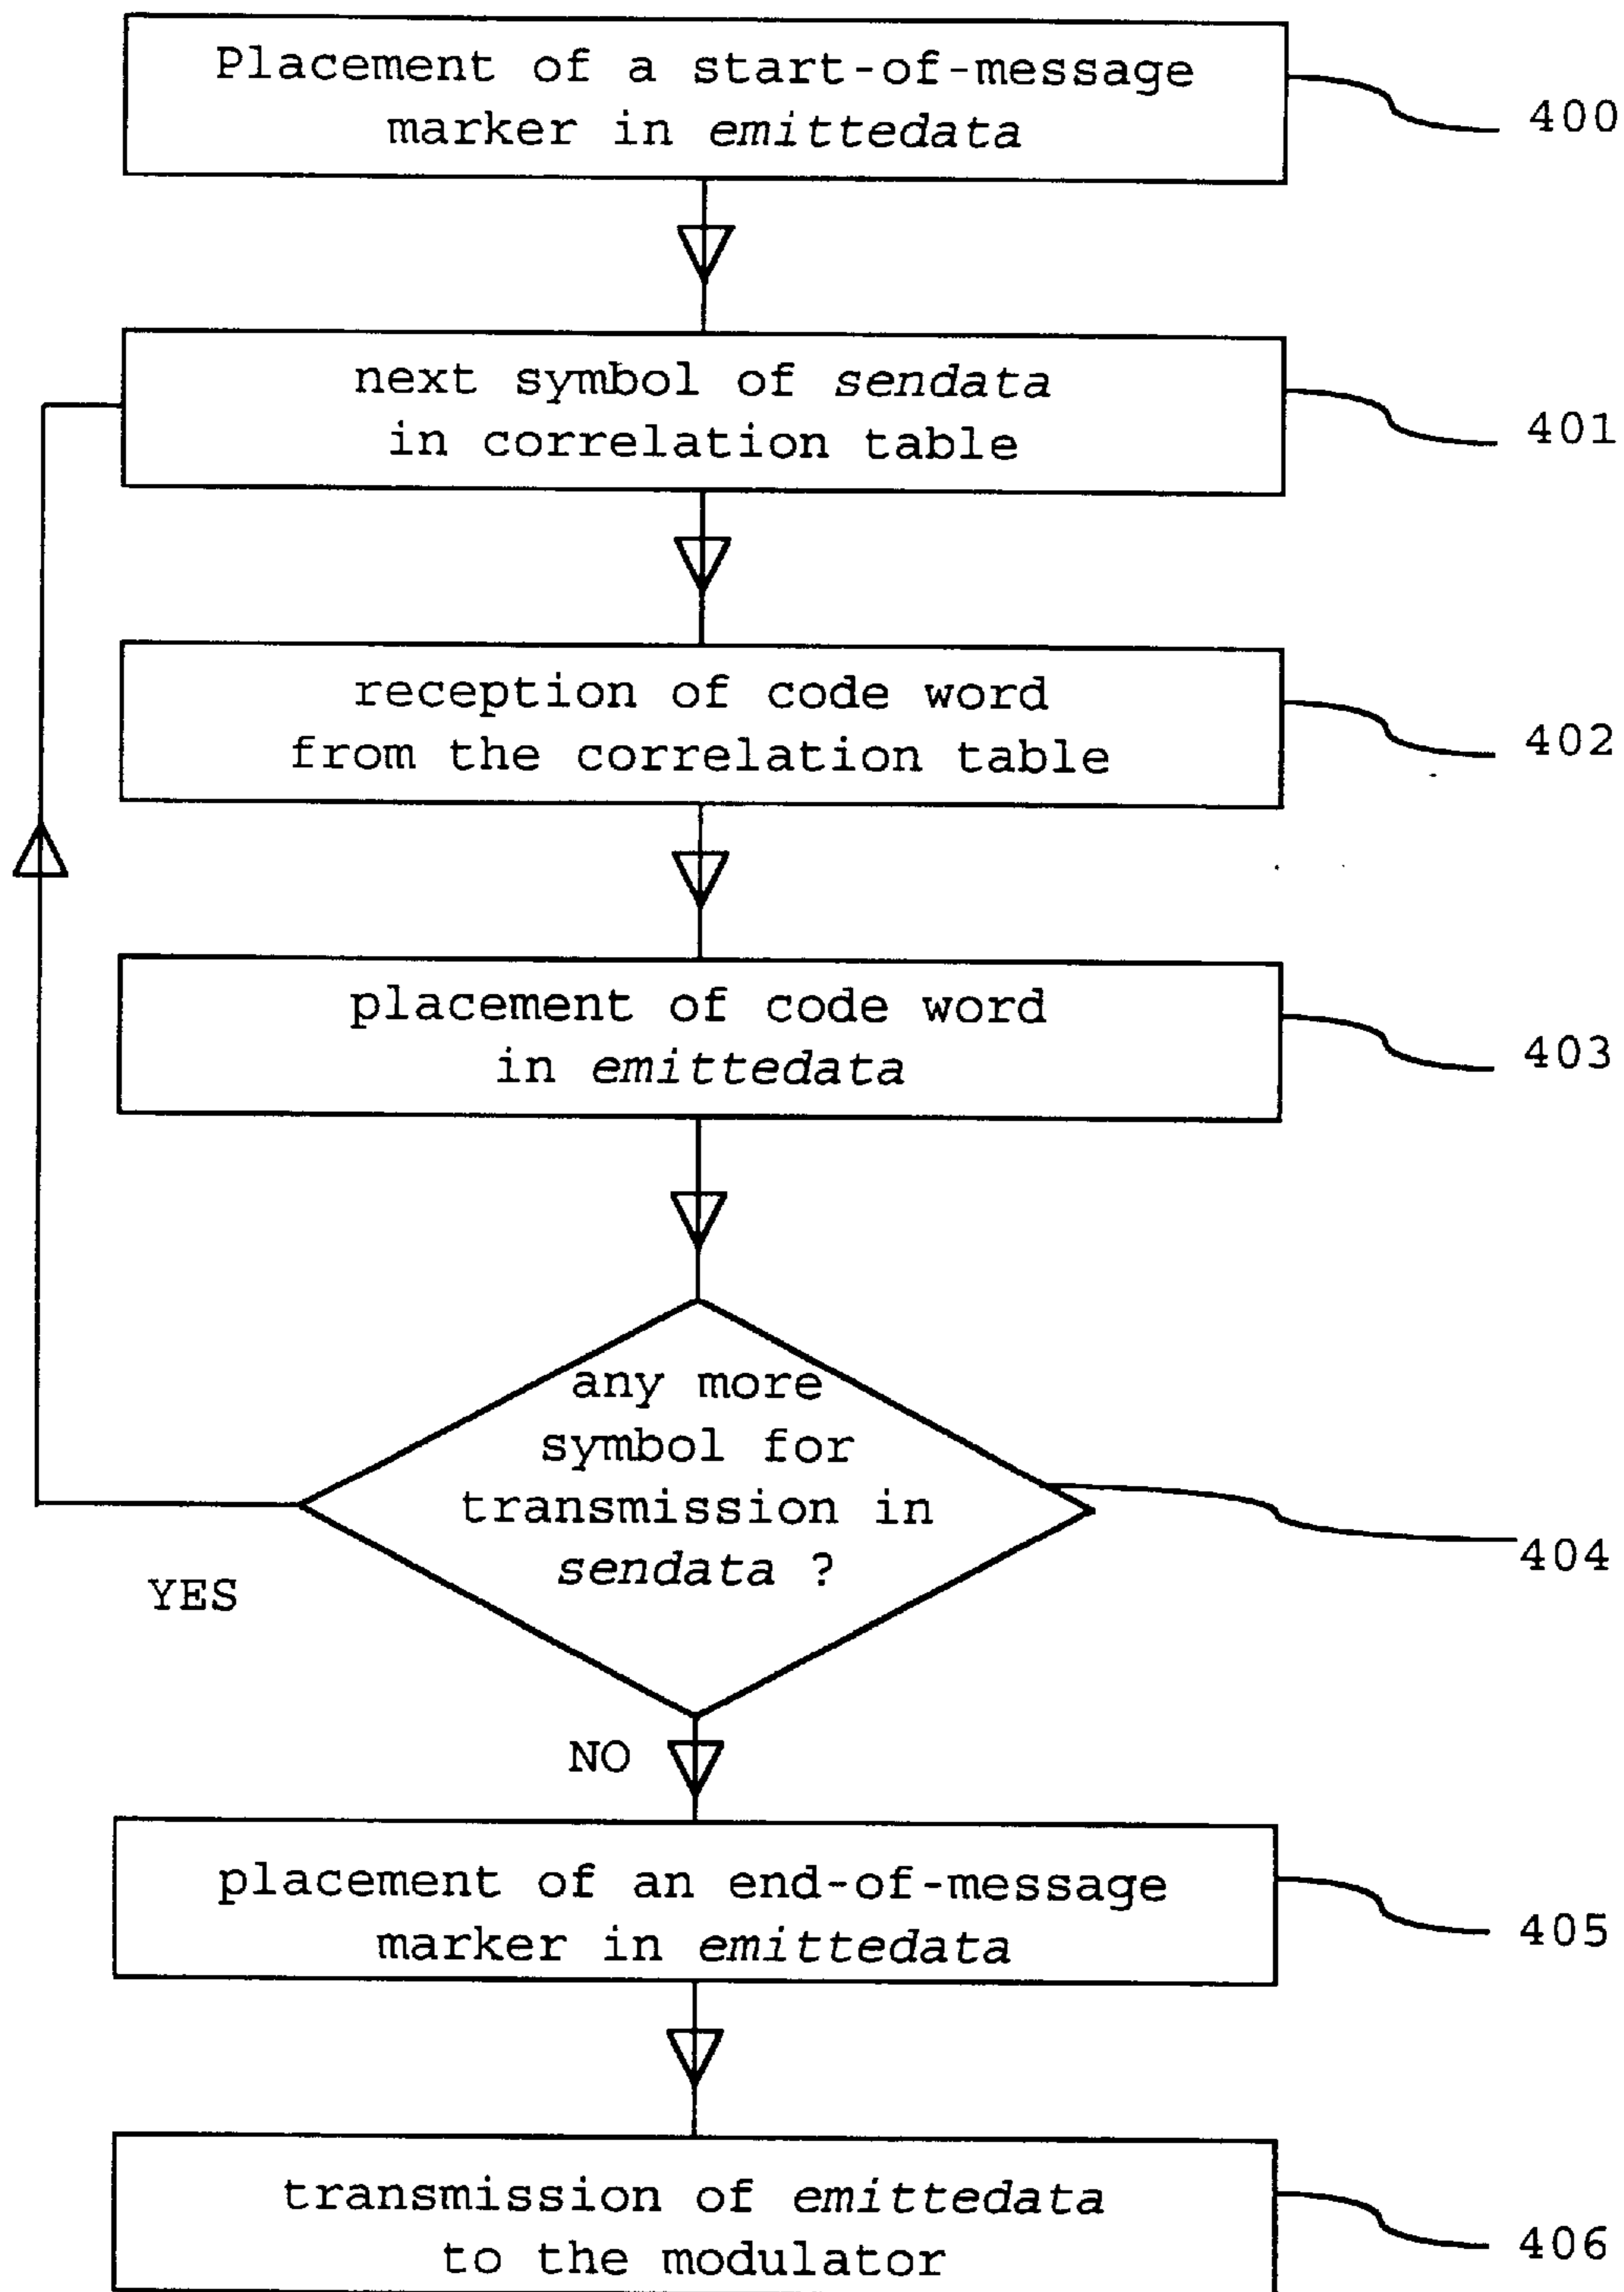 Placement of a start-of-message
marker in emittedata
400
next symbol of sendata
in correlation table
401
reception of code word
from the correlation table
402
placement of code word
in emittedata
403
any more
symbol for
transmission in
sendata ?
404
YES
NO
placement of an end-of-message
marker in emittedata
405
transmission of emittedata
to the modulator
406